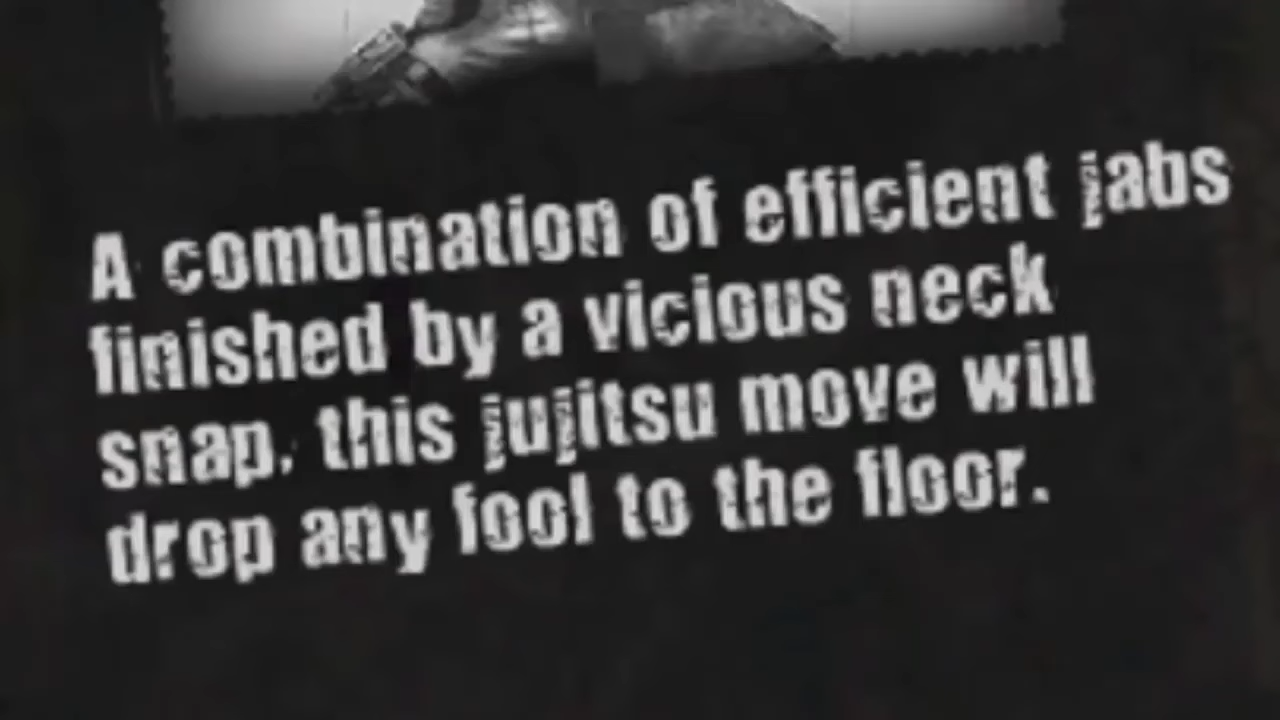 A combination of efficient jabs
finished by a vicious neck
snap, this jujitsu move will
drop any fool to the floor.